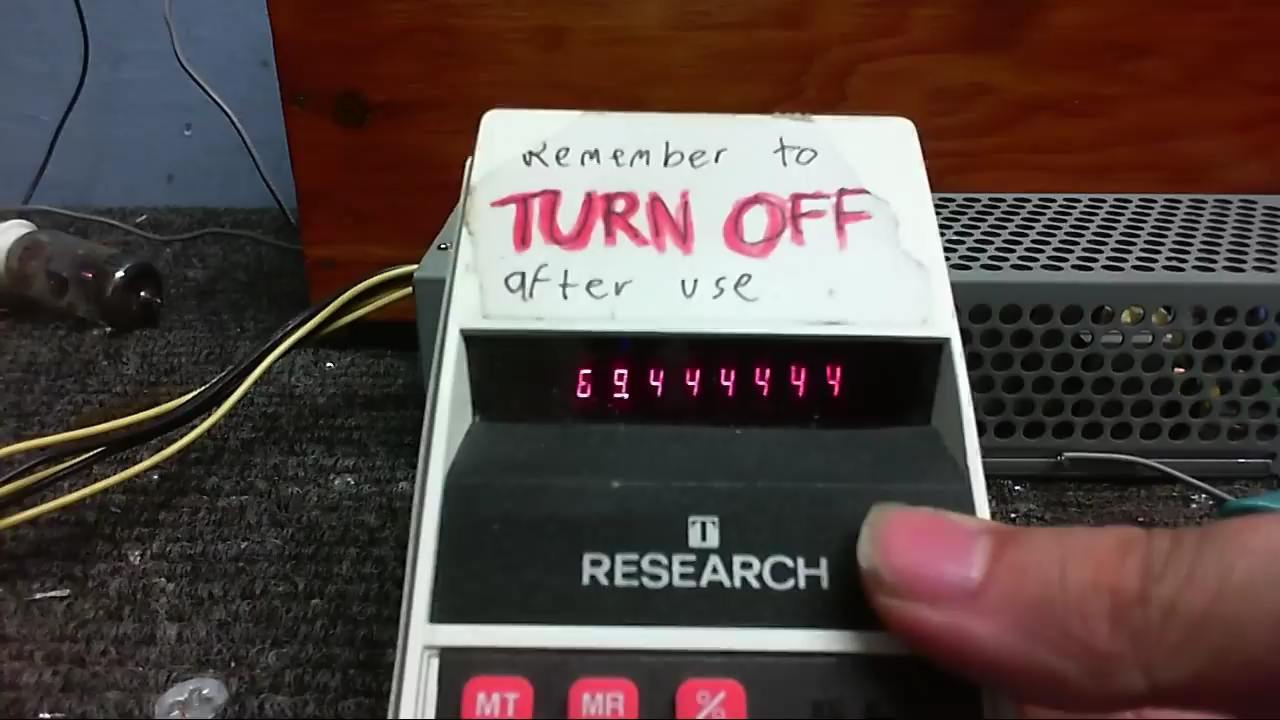 Remember to
TURN OFF
after use
69.444444
T
RESEARCH
MT MR %